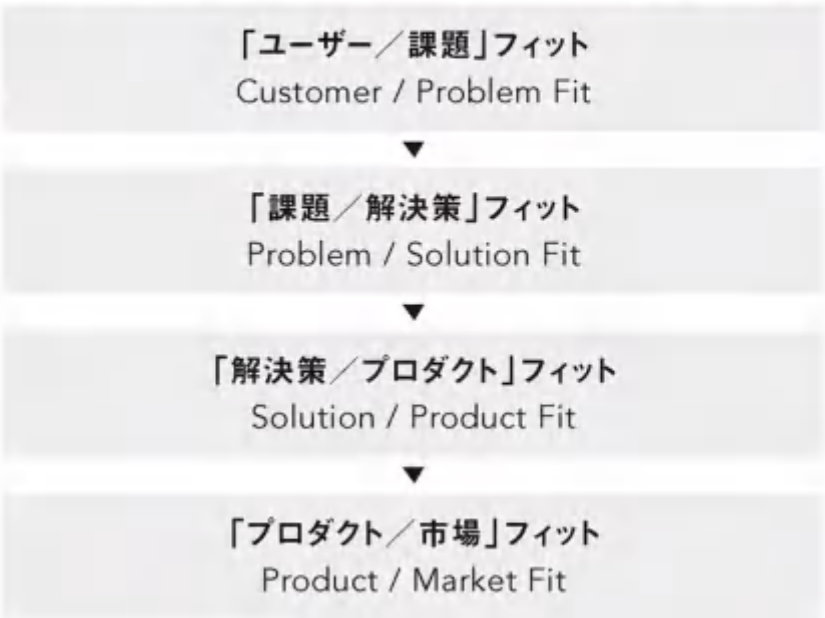 「ユーザー／課題」フィット
Customer / Problem Fit
▼
「課題／解決策」フィット
Problem / Solution Fit
▼
「解決策／プロダクト」フィット
Solution / Product Fit
▼
「プロダクト／市場」フィット
Product / Market Fit